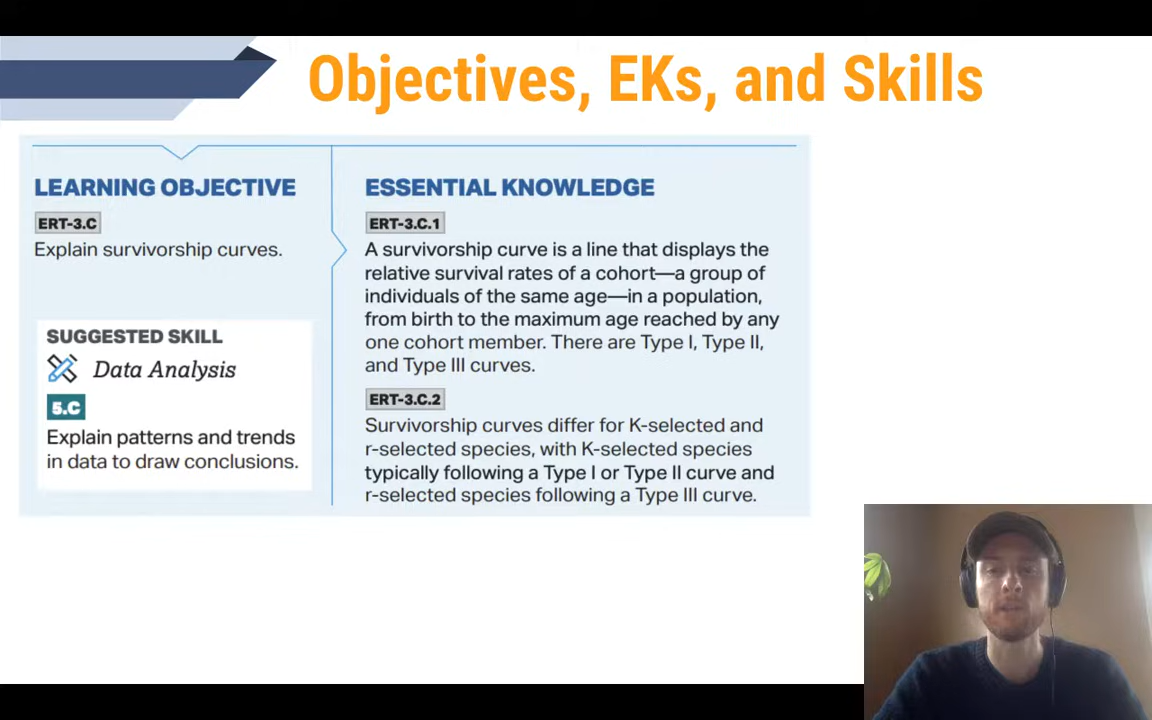 Objectives, EKs, and Skills
LEARNING OBJECTIVE
ERT-3.C
Explain survivorship curves.
SUGGESTED SKILL
Data Analysis
5.C
Explain patterns and trends
in data to draw conclusions.
ESSENTIAL KNOWLEDGE
ERT-3.C.1
A survivorship curve is a line that displays the
relative survival rates of a cohort—a group of
individuals of the same age—in a population,
from birth to the maximum age reached by any
one cohort member. There are Type I, Type II,
and Type III curves.
ERT-3.C.2
Survivorship curves differ for K-selected and
r-selected species, with K-selected species
typically following a Type I or Type II curve and
r-selected species following a Type III curve.